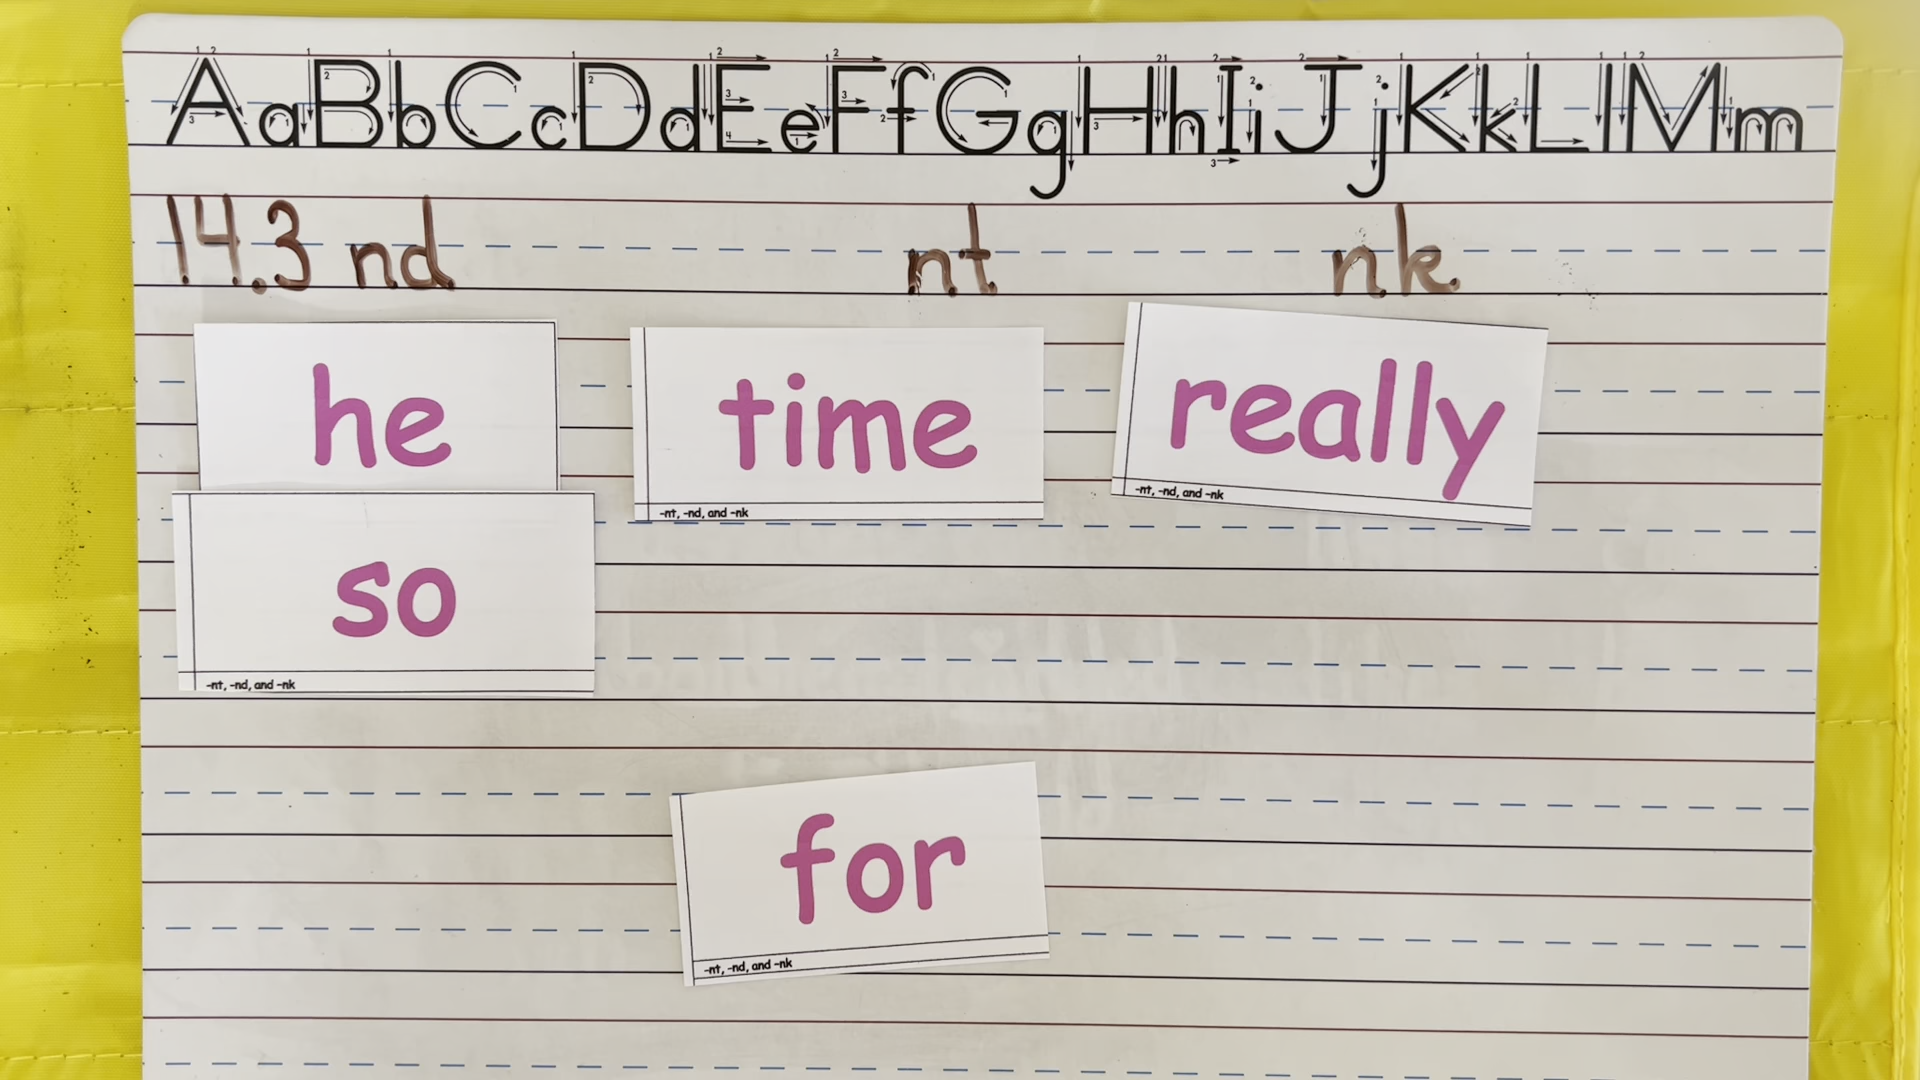 AaBbCcDdEeFfGgHhIiJjKkLlMm
14.3 nd nt nk
he time really
-nt, -nd, and -nk -nt, -nd, and -nk
so
-nt, -nd, and -nk
for
-nt, -nd, and -nk